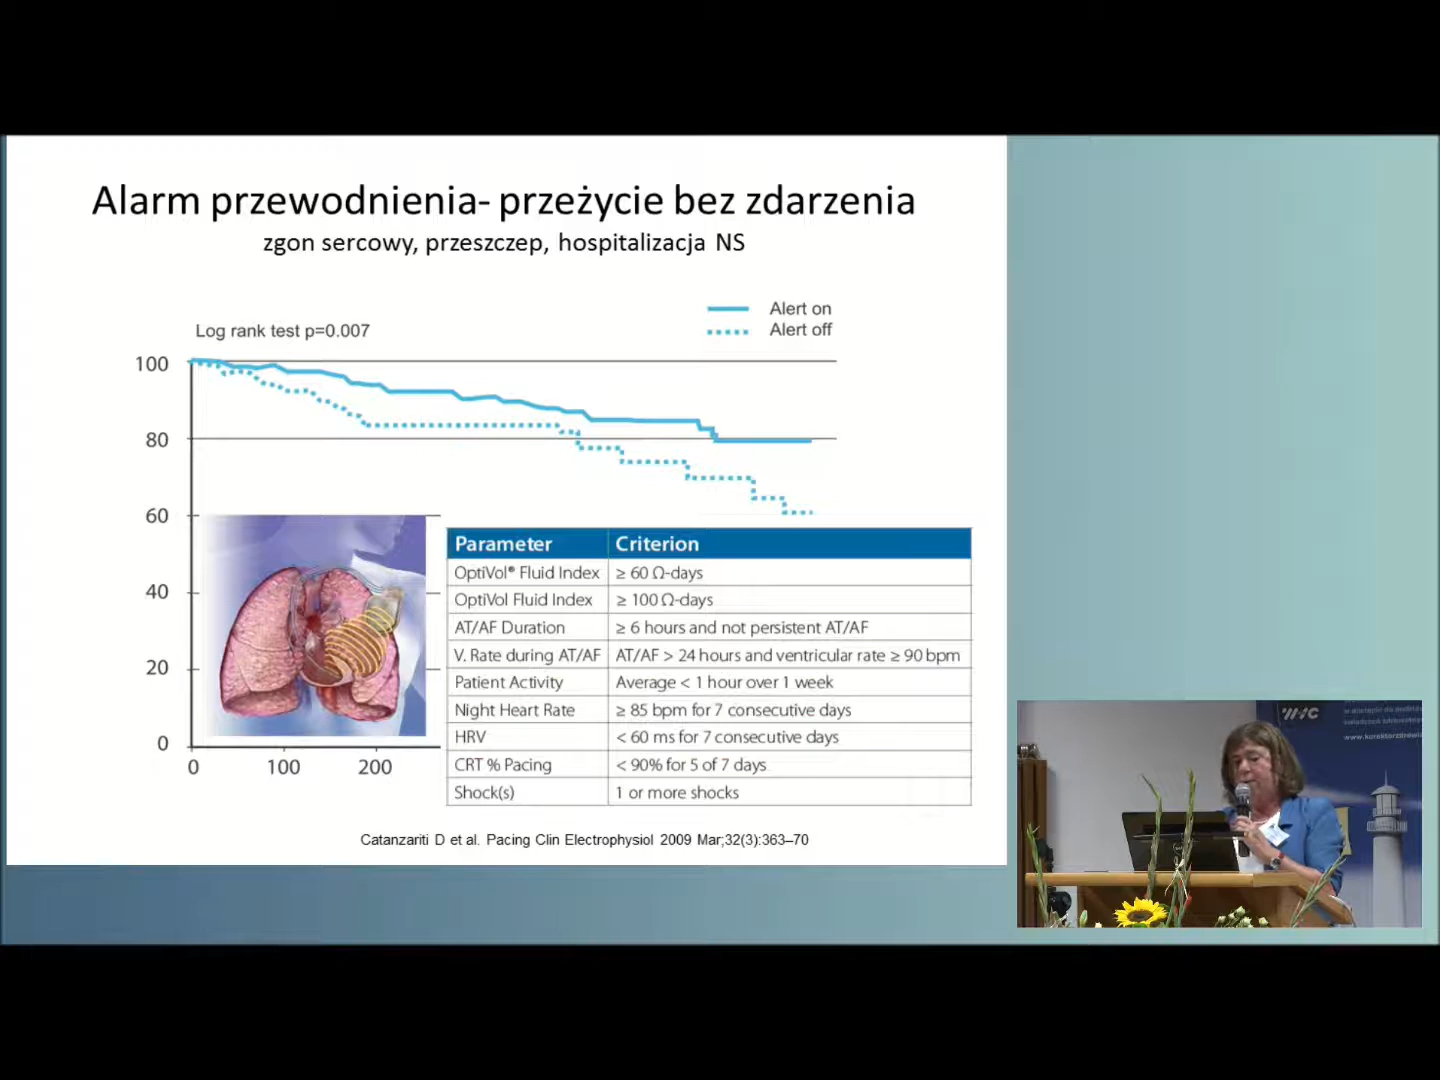 Alarm przewodnienia- przeżycie bez zdarzenia
zgon sercowy, przeszczep, hospitalizacja NS
Alert on
Log rank test p=0.007
Alert off
100
80
60
40
20
0
0 100 200
Parameter Criterion
OptiVol® Fluid Index ≥ 60 Ω-days
OptiVol Fluid Index ≥ 100 Ω-days
AT/AF Duration ≥ 6 hours and not persistent AT/AF
V. Rate during AT/AF AT/AF > 24 hours and ventricular rate ≥ 90 bpm
Patient Activity Average < 1 hour over 1 week
Night Heart Rate ≥ 85 bpm for 7 consecutive days
HRV < 60 ms for 7 consecutive days
CRT % Pacing < 90% for 5 of 7 days
Shock(s) 1 or more shocks
Catanzariti D et al. Pacing Clin Electrophysiol 2009 Mar;32(3):363–70